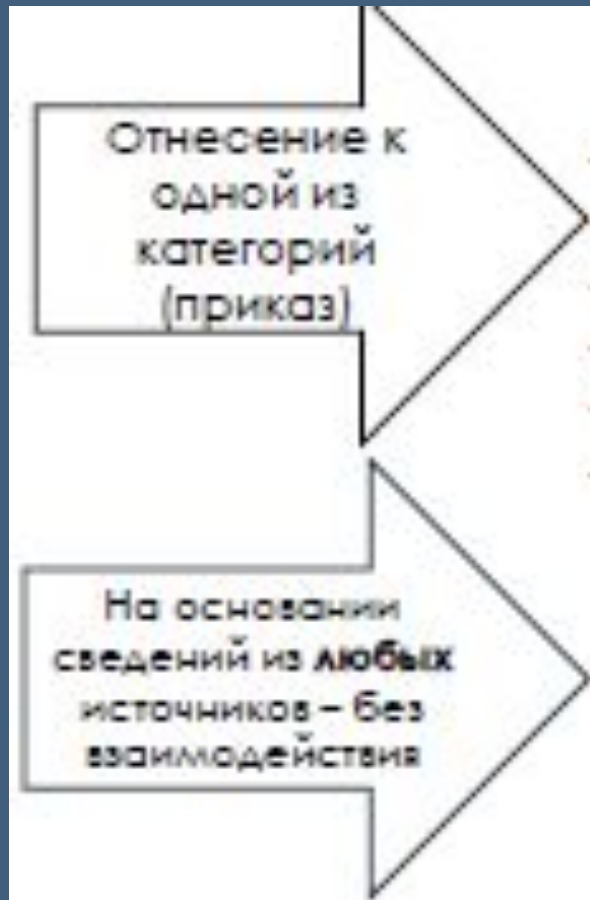 Отнесение к
одной из
категорий
(приказ)
На основании
сведений из любых
источников – без
взаимодействия